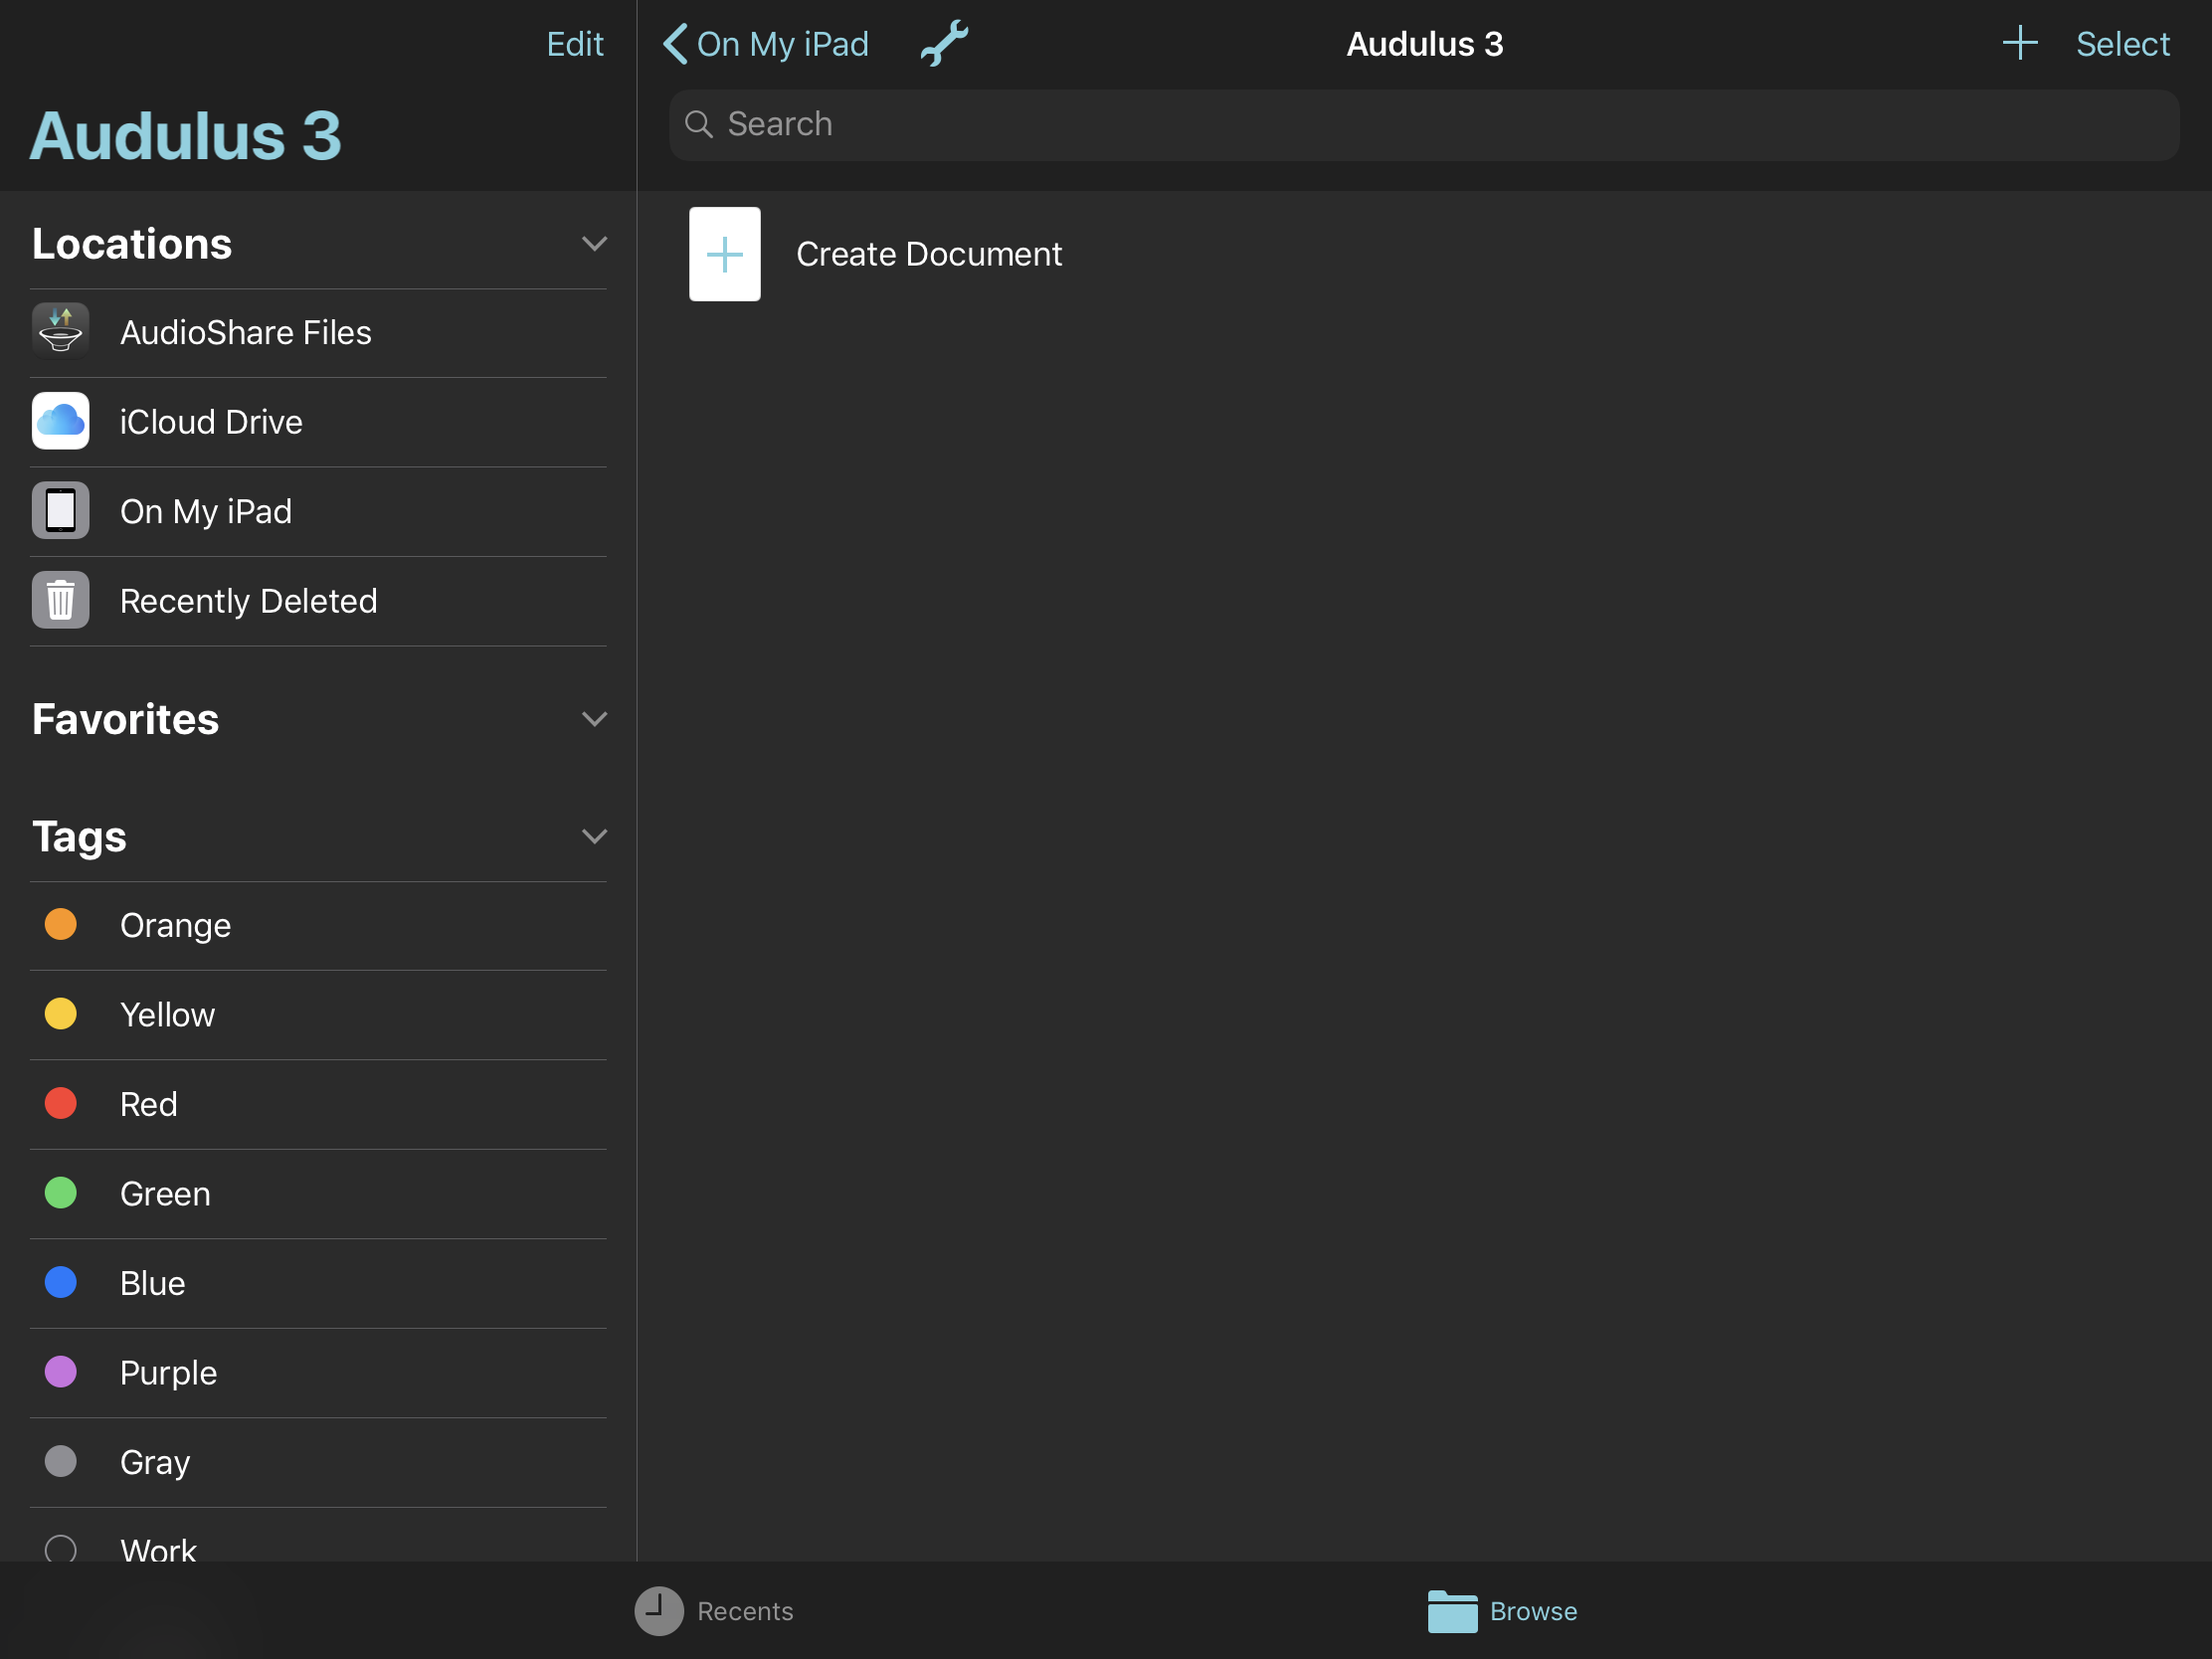 Edit
Audulus 3
Locations
AudioShare Files
iCloud Drive
On My iPad
Recently Deleted
Favorites
Tags
Orange
Yellow
Red
Green
Blue
Purple
Gray
Work
On My iPad
Audulus 3
Select
Search
Create Document
Recents
Browse